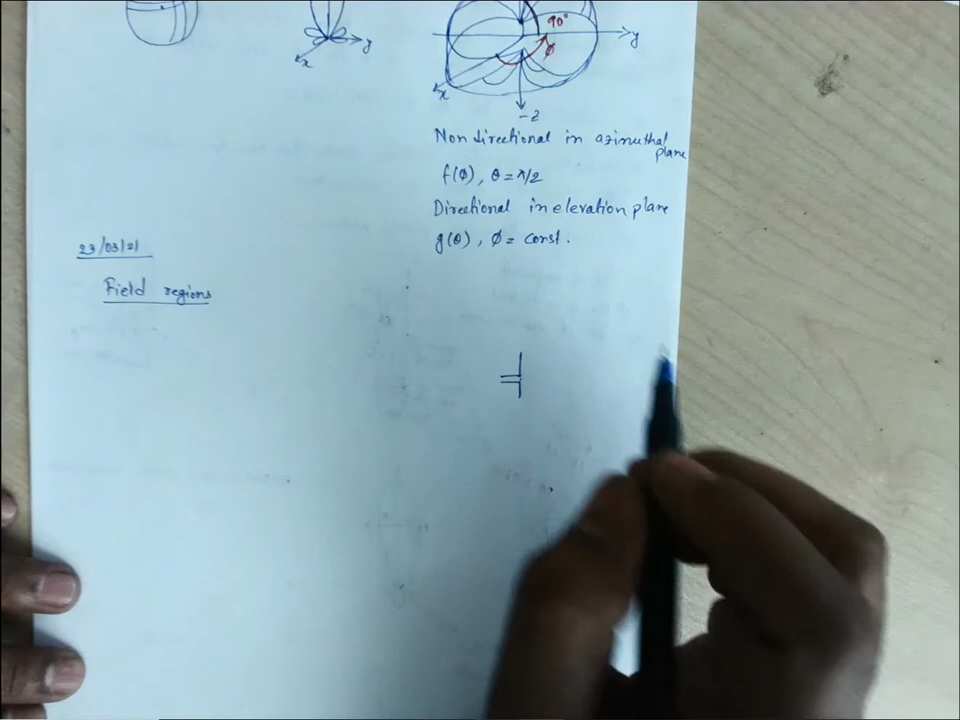 y
x
90°
φ
y
x
-z
Non directional in azimuthal plane
f(φ), θ = π/2
Directional in elevation plane
g(θ), φ = const.
23/03/21
Field regions